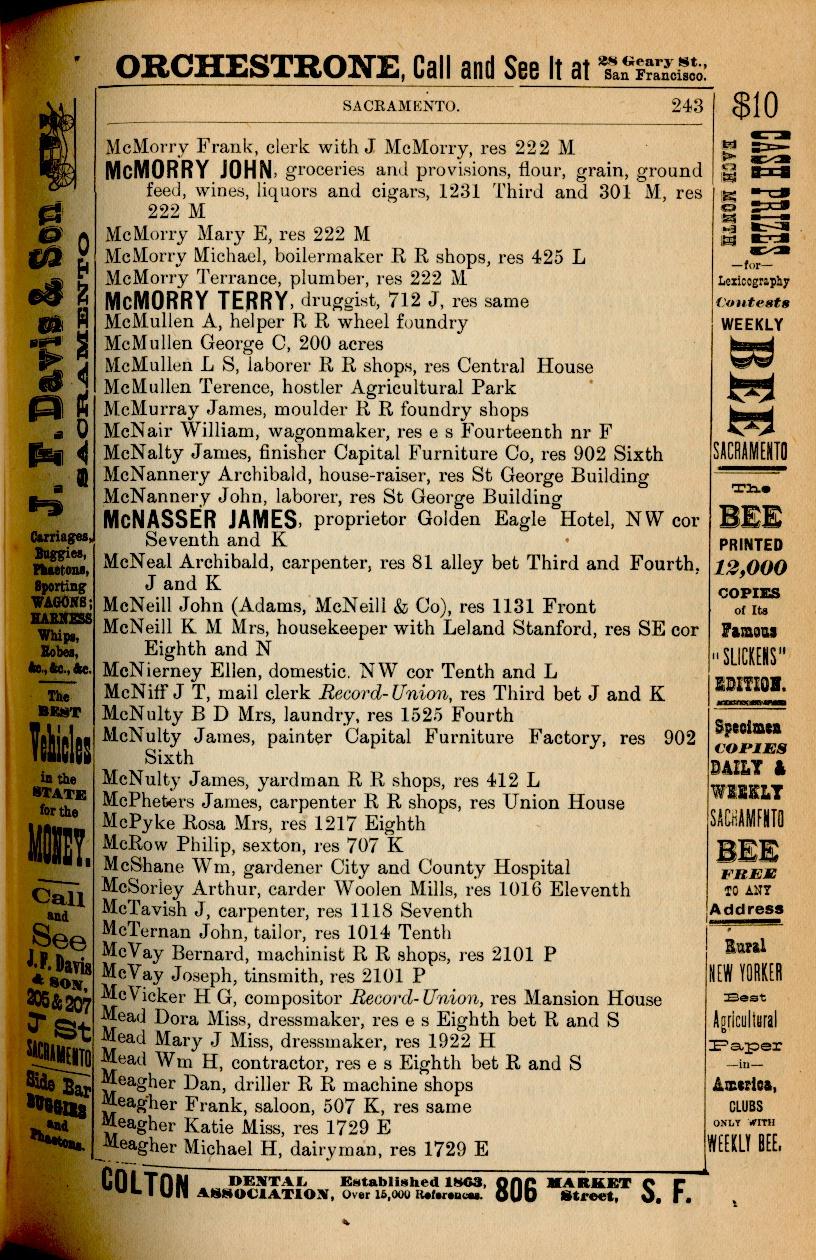 ORCHESTRONE, Call and See It at 28 Geary St., San Francisco.
SACRAMENTO. 243
McMorry Frank, clerk with J McMorry, res 222 M
McMORRY JOHN, groceries and provisions, flour, grain, ground
feed, wines, liquors and cigars, 1231 Third and 301 M, res
222 M
McMorry Mary E, res 222 M
McMorry Michael, boilermaker R R shops, res 425 L
McMorry Terrance, plumber, res 222 M
McMORRY TERRY, druggist, 712 J, res same
McMullen A, helper R R wheel foundry
McMullen George C, 200 acres
McMullen L S, laborer R R shops, res Central House
McMullen Terence, hostler Agricultural Park
McMurray James, moulder R R foundry shops
McNair William, wagonmaker, res e s Fourteenth nr F
McNalty James, finisher Capital Furniture Co, res 902 Sixth
McNannery Archibald, house-raiser, res St George Building
McNannery John, laborer, res St George Building
McNASSER JAMES, proprietor Golden Eagle Hotel, NW cor
Seventh and K
McNeal Archibald, carpenter, res 81 alley bet Third and Fourth,
J and K
McNeill John (Adams, McNeill & Co), res 1131 Front
McNeill K M Mrs, housekeeper with Leland Stanford, res SE cor
Eighth and N
McNierney Ellen, domestic. NW cor Tenth and L
McNiff J T, mail clerk Record-Union, res Third bet J and K
McNulty B D Mrs, laundry, res 1525 Fourth
McNulty James, painter Capital Furniture Factory, res 902
Sixth
McNulty James, yardman R R shops, res 412 L
McPheters James, carpenter R R shops, res Union House
McPyke Rosa Mrs, res 1217 Eighth
McRow Philip, sexton, res 707 K
McShane Wm, gardener City and County Hospital
McSorley Arthur, carder Woolen Mills, res 1016 Eleventh
McTavish J, carpenter, res 1118 Seventh
McTernan John, tailor, res 1014 Tenth
McVay Bernard, machinist R R shops, res 2101 P
McVay Joseph, tinsmith, res 2101 P
McVicker H G, compositor Record-Union, res Mansion House
Mead Dora Miss, dressmaker, res e s Eighth bet R and S
Mead Mary J Miss, dressmaker, res 1922 H
Mead Wm H, contractor, res e s Eighth bet R and S
Meagher Dan, driller R R machine shops
Meagher Frank, saloon, 507 K, res same
Meagher Katie Miss, res 1729 E
Meagher Michael H, dairyman, res 1729 E
J. F. Davis & Son
SACRAMENTO
Carriages,
Buggies,
Phaetons,
Sporting
WAGONS;
HARNESS
Whips,
Robes,
&c., &c., &c.
The
BEST
Vehicles
in the
STATE
for the
MONEY.
Call
and
See
J. F. Davis
& SON,
205 & 207
J St
SACRAMENTO
Side Bar
BUGGIES
and
Phaetons.
$10
CASH PRIZES
EACH MONTH
—for—
Lexicography
Contests
WEEKLY
BEE
SACRAMENTO
The
BEE
PRINTED
12,000
COPIES
of Its
Famous
"SLICKENS"
EDITION.
Specimen
COPIES
DAILY &
WEEKLY
SACRAMENTO
BEE
FREE
TO ANY
Address
Rural
NEW YORKER
Best
Agricultural
Paper
—in—
America,
CLUBS
ONLY WITH
WEEKLY BEE.
COLTON DENTAL ASSOCIATION, Established 1863, Over 15,000 References. 806 MARKET Street, S. F.